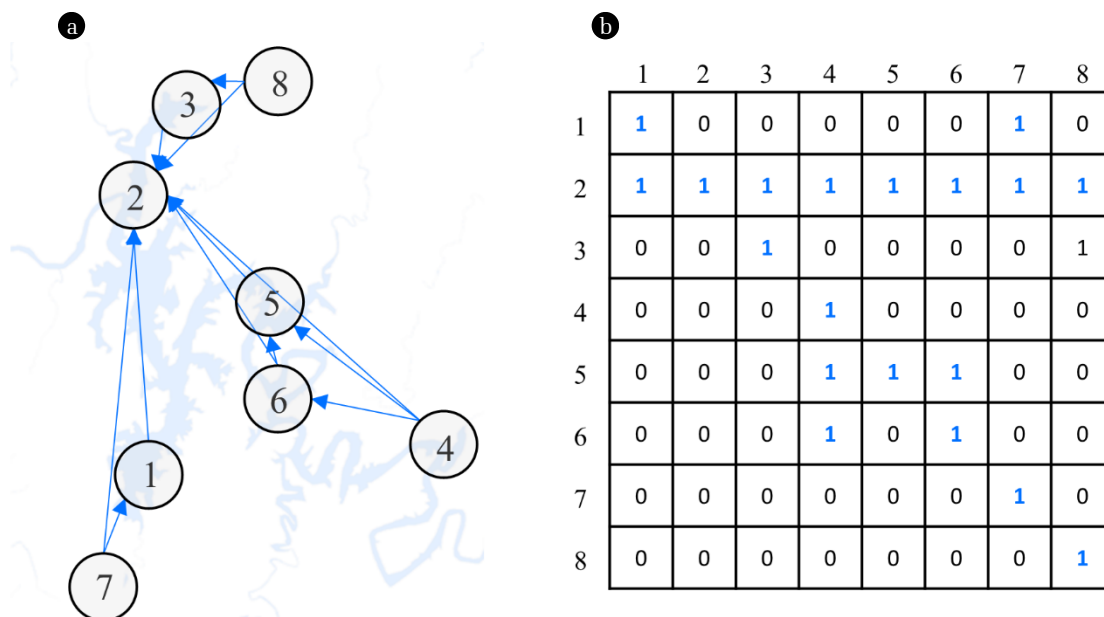 a
8
3
2
5
6
4
1
7
b
1 2 3 4 5 6 7 8
1 1 0 0 0 0 0 1 0
2 1 1 1 1 1 1 1 1
3 0 0 1 0 0 0 0 1
4 0 0 0 1 0 0 0 0
5 0 0 0 1 1 1 0 0
6 0 0 0 1 0 1 0 0
7 0 0 0 0 0 0 1 0
8 0 0 0 0 0 0 0 1